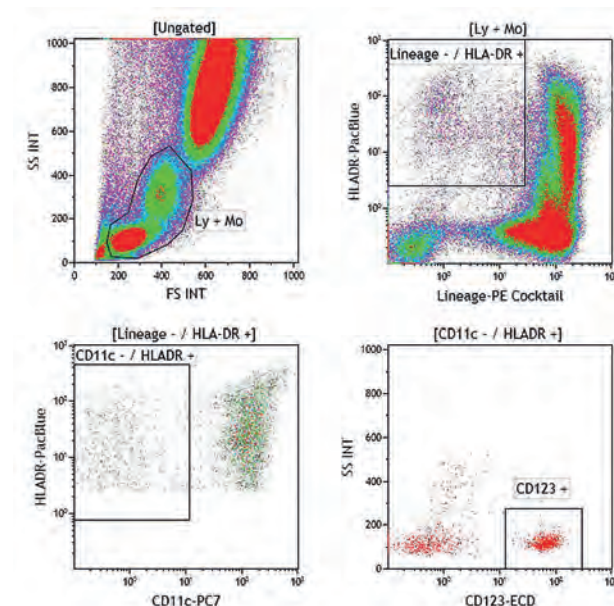 [Ungated]
1000
800
600
400
200
0
SS INT
Ly + Mo
0
200
400
600
800
1000
FS INT
[Ly + Mo]
Lineage - / HLA-DR +
HLADR-PacBlue
Lineage-PE Cocktail
[Lineage - / HLA-DR +]
CD11c - / HLADR +
HLADR-PacBlue
CD11c-PC7
[CD11c - / HLADR +]
1000
800
600
400
200
0
SS INT
CD123 +
CD123-ECD